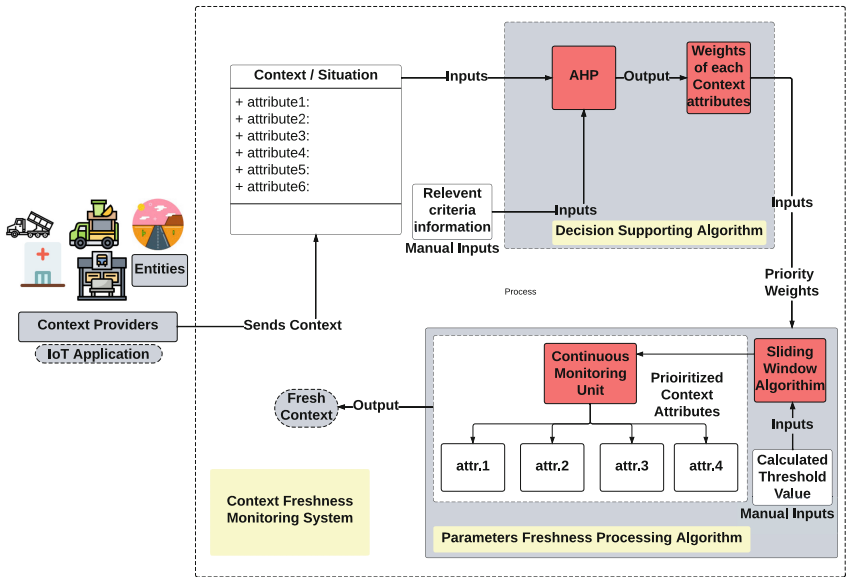 Context / Situation
+ attribute1:
+ attribute2:
+ attribute3:
+ attribute4:
+ attribute5:
+ attribute6:
Inputs
AHP
Output
Weights
of each
Context
attributes
Relevent
criteria
information
Manual Inputs
Inputs
Decision Supporting Algorithm
Inputs
Entities
Context Providers
IoT Application
Sends Context
Process
Priority
Weights
Continuous
Monitoring
Unit
Prioiritized
Context
Attributes
Sliding
Window
Algorithim
Inputs
Calculated
Threshold
Value
Manual Inputs
attr.1
attr.2
attr.3
attr.4
Parameters Freshness Processing Algorithm
Output
Fresh
Context
Context Freshness
Monitoring System